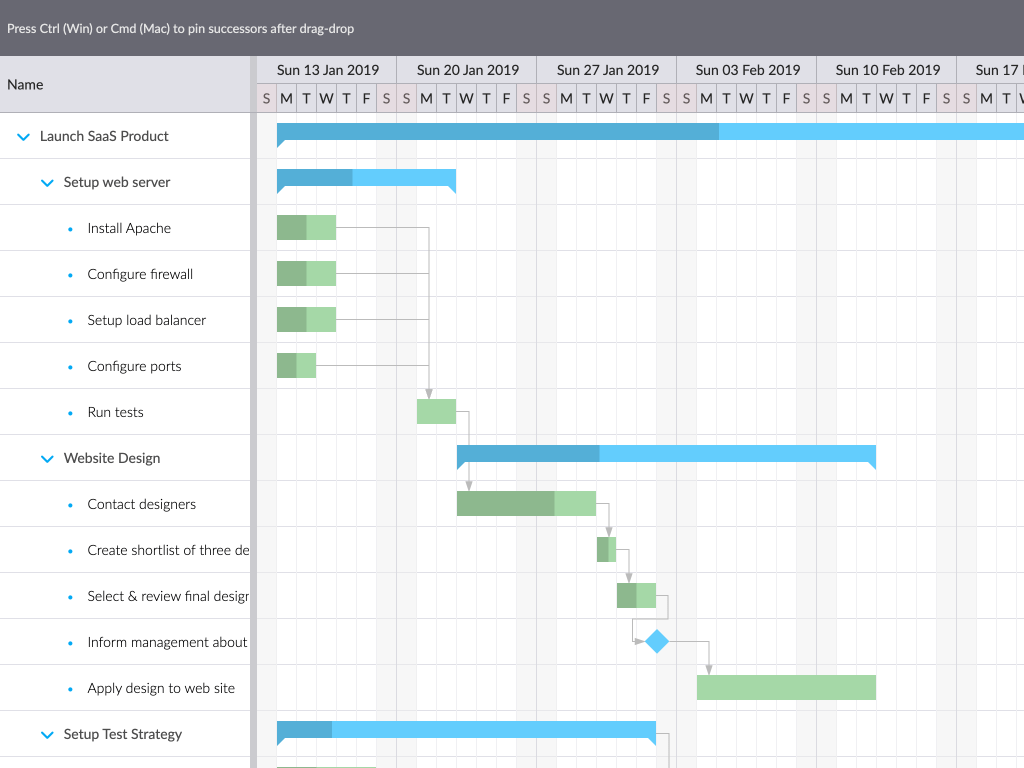 Press Ctrl (Win) or Cmd (Mac) to pin successors after drag-drop
Name
Sun 13 Jan 2019 Sun 20 Jan 2019 Sun 27 Jan 2019 Sun 03 Feb 2019 Sun 10 Feb 2019 Sun 17
S M T W T F S S M T W T F S S M T W T F S S M T W T F S S M T W T F S S M T W
Launch SaaS Product
Setup web server
Install Apache
Configure firewall
Setup load balancer
Configure ports
Run tests
Website Design
Contact designers
Create shortlist of three de
Select & review final design
Inform management about
Apply design to web site
Setup Test Strategy